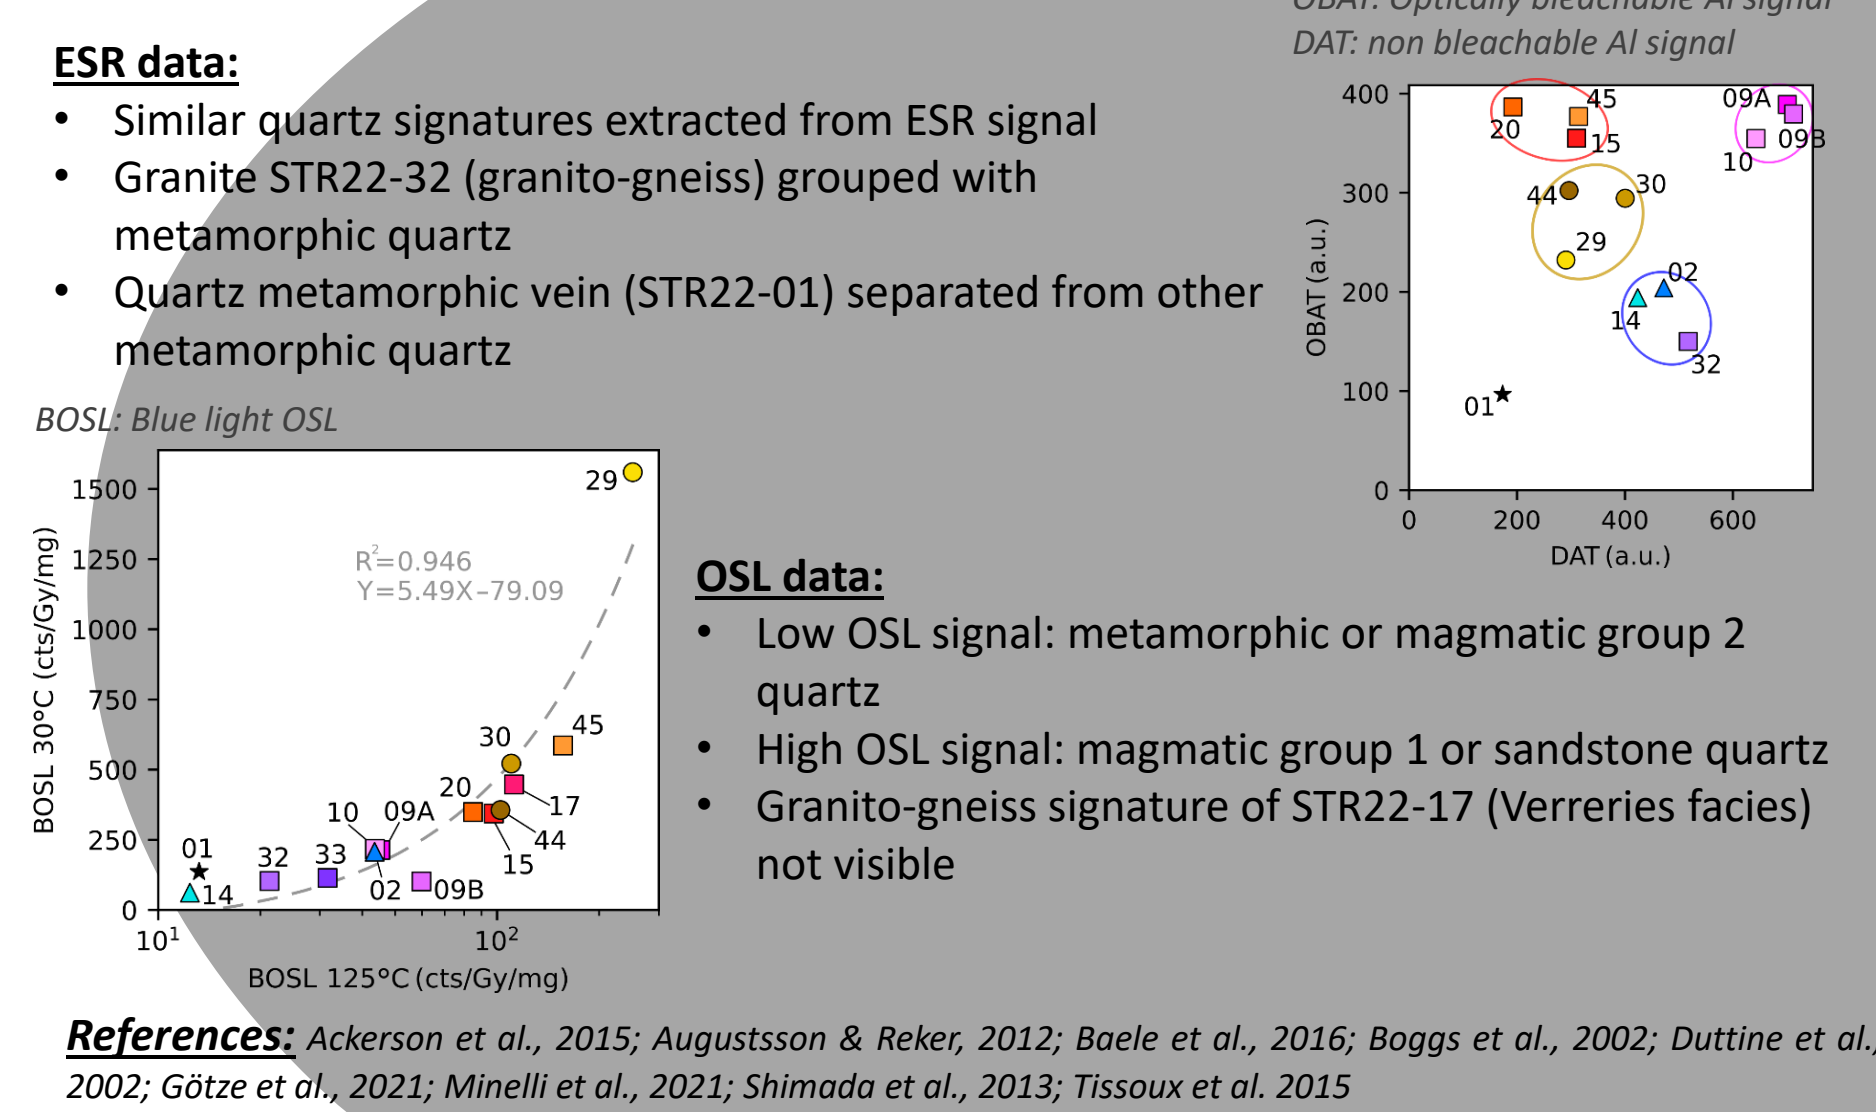 OBAT: Optically bleachable Al signal
DAT: non bleachable Al signal
ESR data:
• Similar quartz signatures extracted from ESR signal
• Granite STR22-32 (granito-gneiss) grouped with
metamorphic quartz
• Quartz metamorphic vein (STR22-01) separated from other
metamorphic quartz
400
300
200
100
0
OBAT (a.u.)
20
45
15
09A
09B
10
44
30
29
02
14
32
01
0 200 400 600
DAT (a.u.)
BOSL: Blue light OSL
1500
1250
1000
750
500
250
0
BOSL 30°C (cts/Gy/mg)
29
R²=0.946
Y=5.49X–79.09
30
45
20
17
10
09A
44
15
01
32
33
02
09B
14
10¹ 10²
BOSL 125°C (cts/Gy/mg)
OSL data:
• Low OSL signal: metamorphic or magmatic group 2
quartz
• High OSL signal: magmatic group 1 or sandstone quartz
• Granito-gneiss signature of STR22-17 (Verreries facies)
not visible
References: Ackerson et al., 2015; Augustsson & Reker, 2012; Baele et al., 2016; Boggs et al., 2002; Duttine et al.,
2002; Götze et al., 2021; Minelli et al., 2021; Shimada et al., 2013; Tissoux et al. 2015